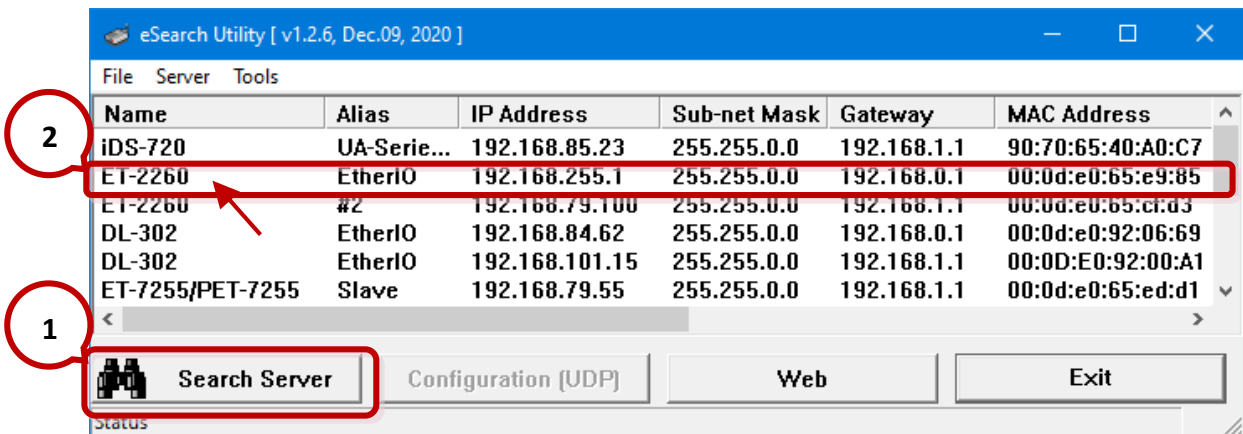 eSearch Utility [ v1.2.6, Dec.09, 2020 ]
File Server Tools
Name Alias IP Address Sub-net Mask Gateway MAC Address
2
iDS-720 UA-Serie... 192.168.85.23 255.255.0.0 192.168.1.1 90:70:65:40:A0:C7
ET-2260 EtherIO 192.168.255.1 255.255.0.0 192.168.0.1 00:0d:e0:65:e9:85
ET-2260 #2 192.168.79.100 255.255.0.0 192.168.1.1 00:0d:e0:65:cf:d3
DL-302 EtherIO 192.168.84.62 255.255.0.0 192.168.0.1 00:0d:e0:92:06:69
DL-302 EtherIO 192.168.101.15 255.255.0.0 192.168.1.1 00:0D:E0:92:00:A1
ET-7255/PET-7255 Slave 192.168.79.55 255.255.0.0 192.168.1.1 00:0d:e0:65:ed:d1
1
Search Server Configuration (UDP) Web Exit
Status